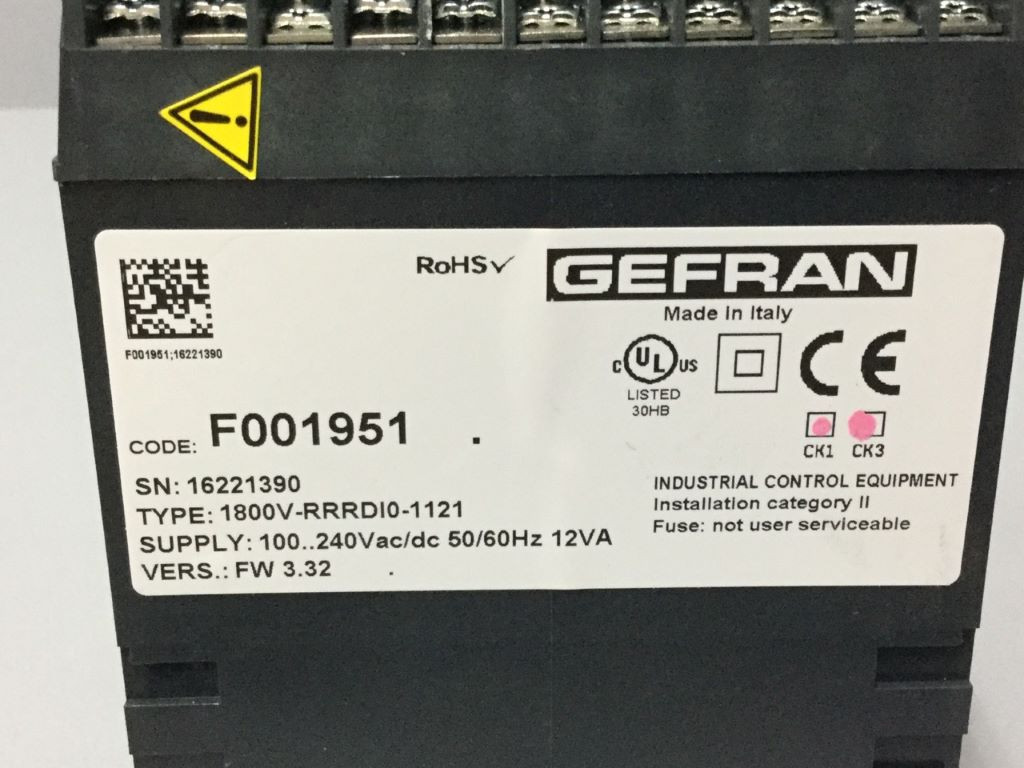 RoHS✓
GEFRAN
Made In Italy
F001951;16221390
C UL US
LISTED
30HB
CE
CODE: F001951 .
CK1 CK3
SN: 16221390
TYPE: 1800V-RRRDI0-1121
SUPPLY: 100..240Vac/dc 50/60Hz 12VA
VERS.: FW 3.32 .
INDUSTRIAL CONTROL EQUIPMENT
Installation category II
Fuse: not user serviceable